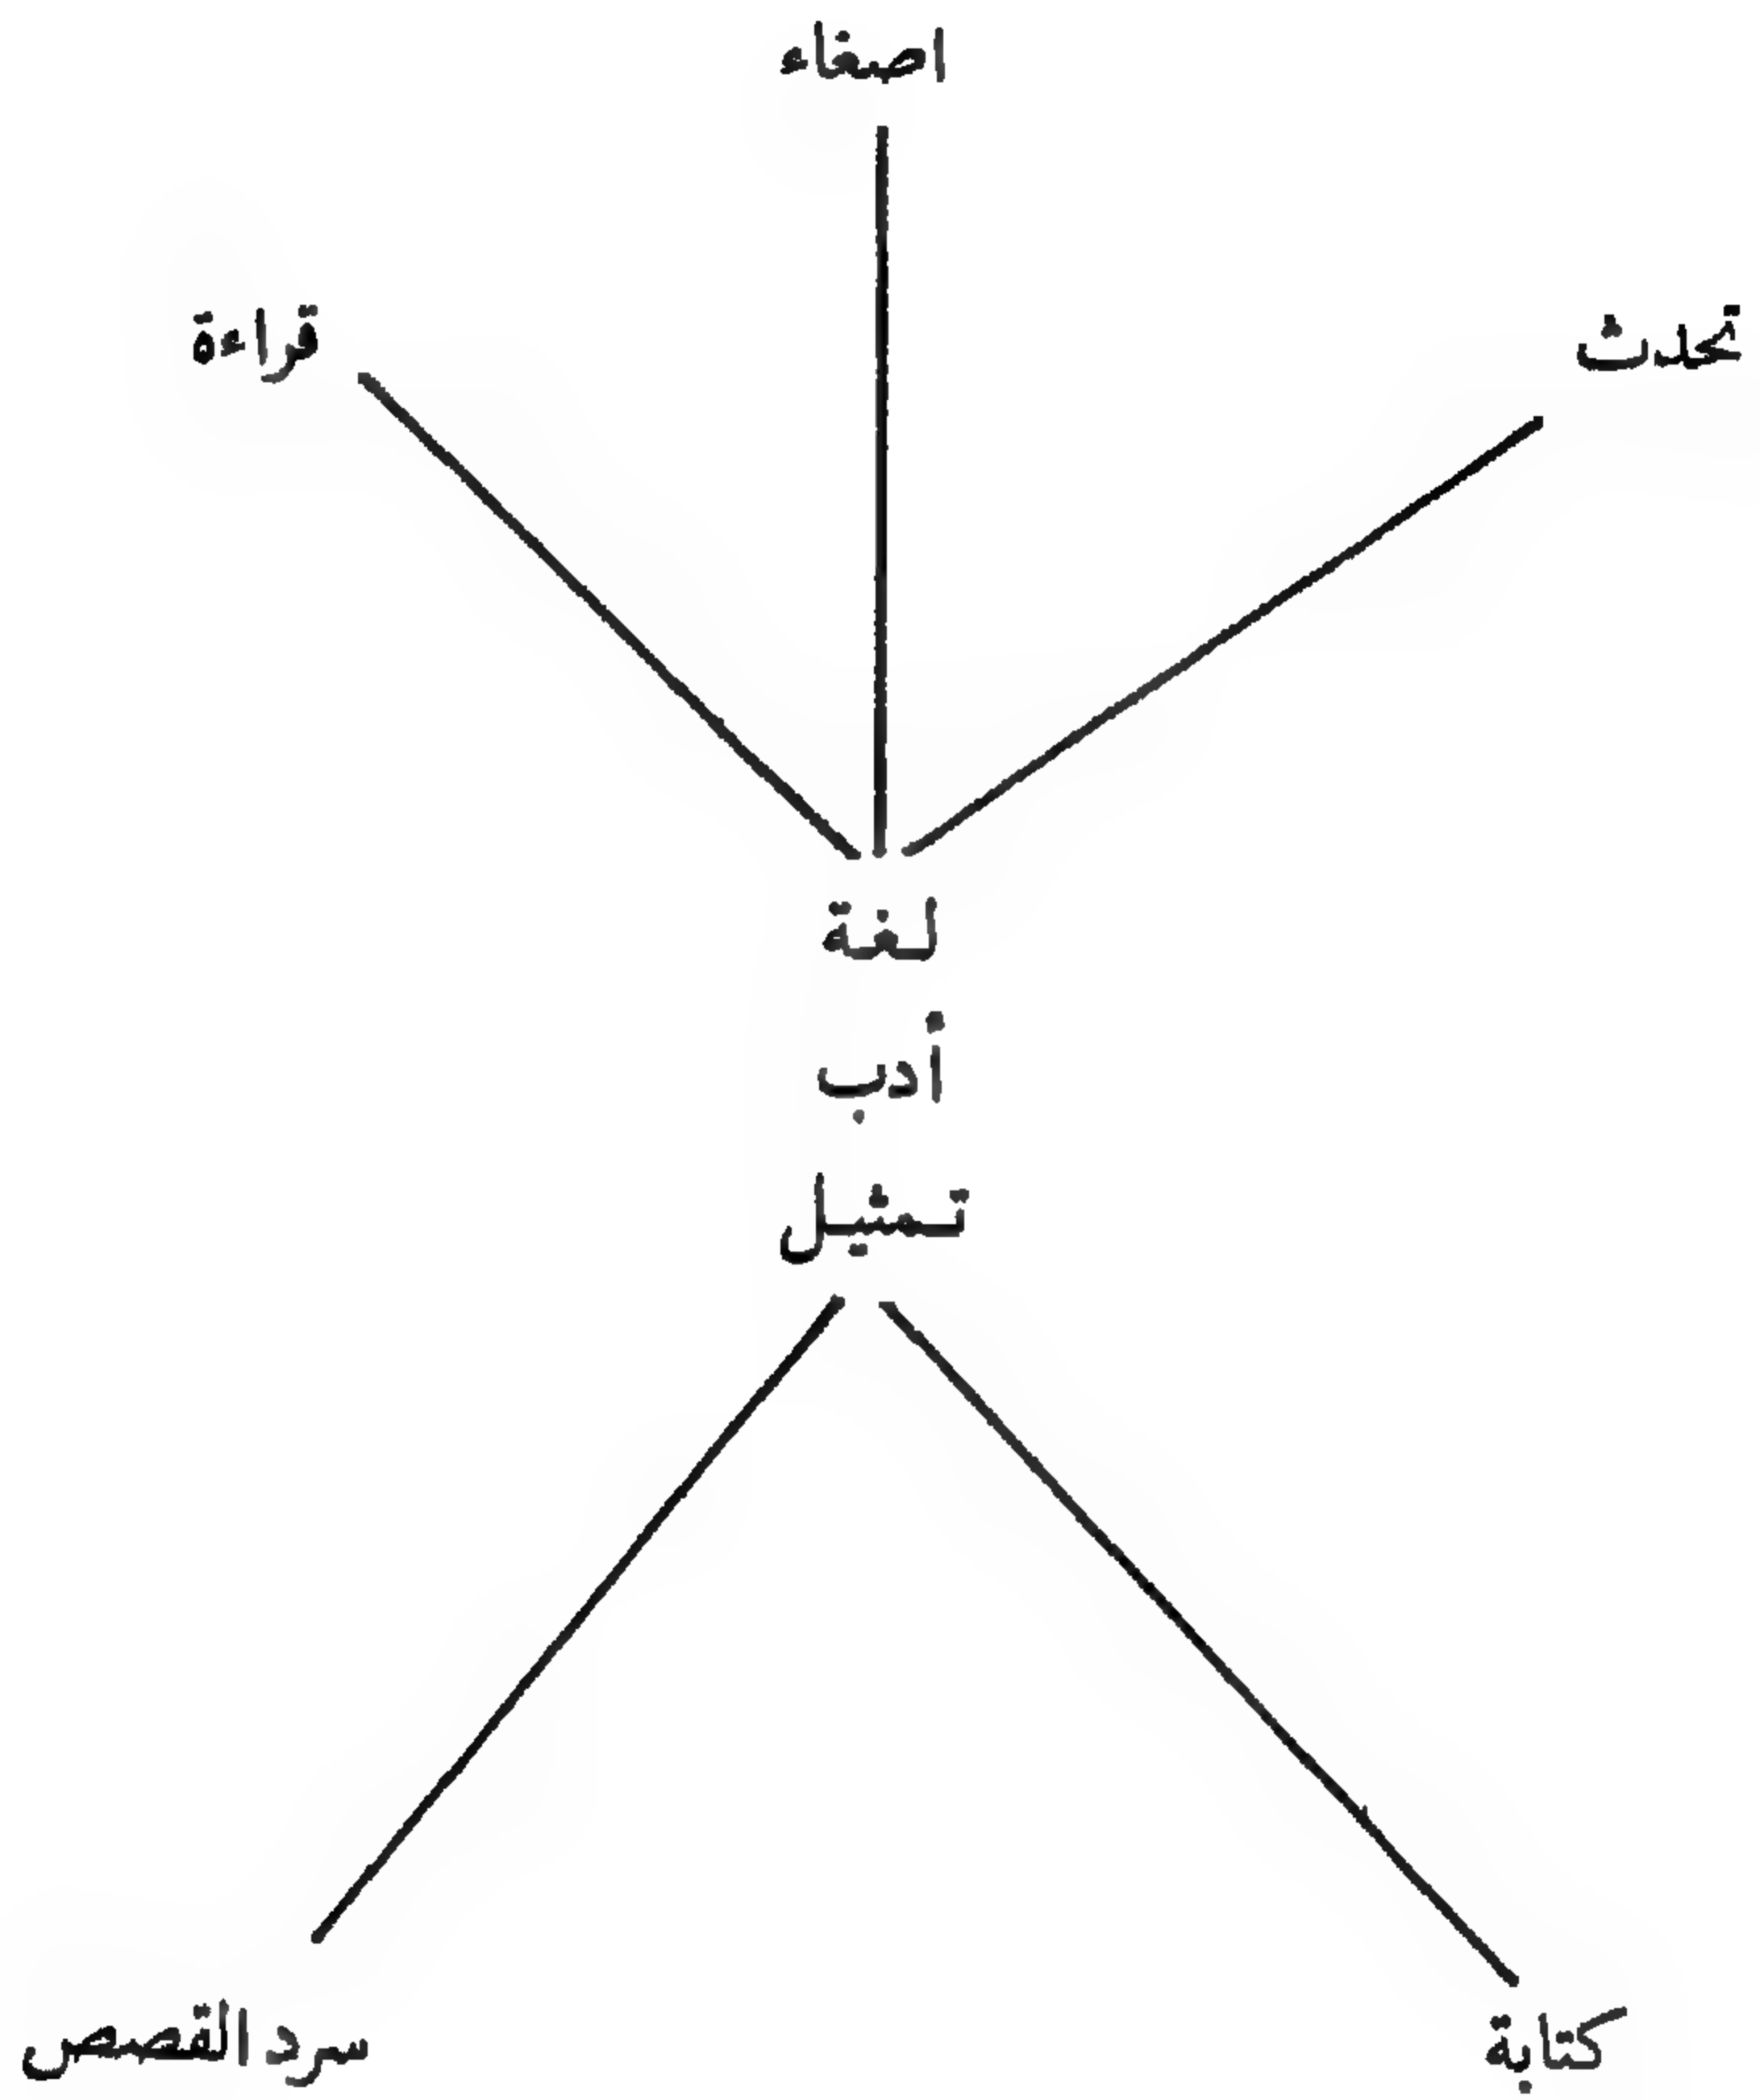 اصغاء
تحدث
قراءة
لغة
أدب
تمثيل
كتابة
سرد القصص